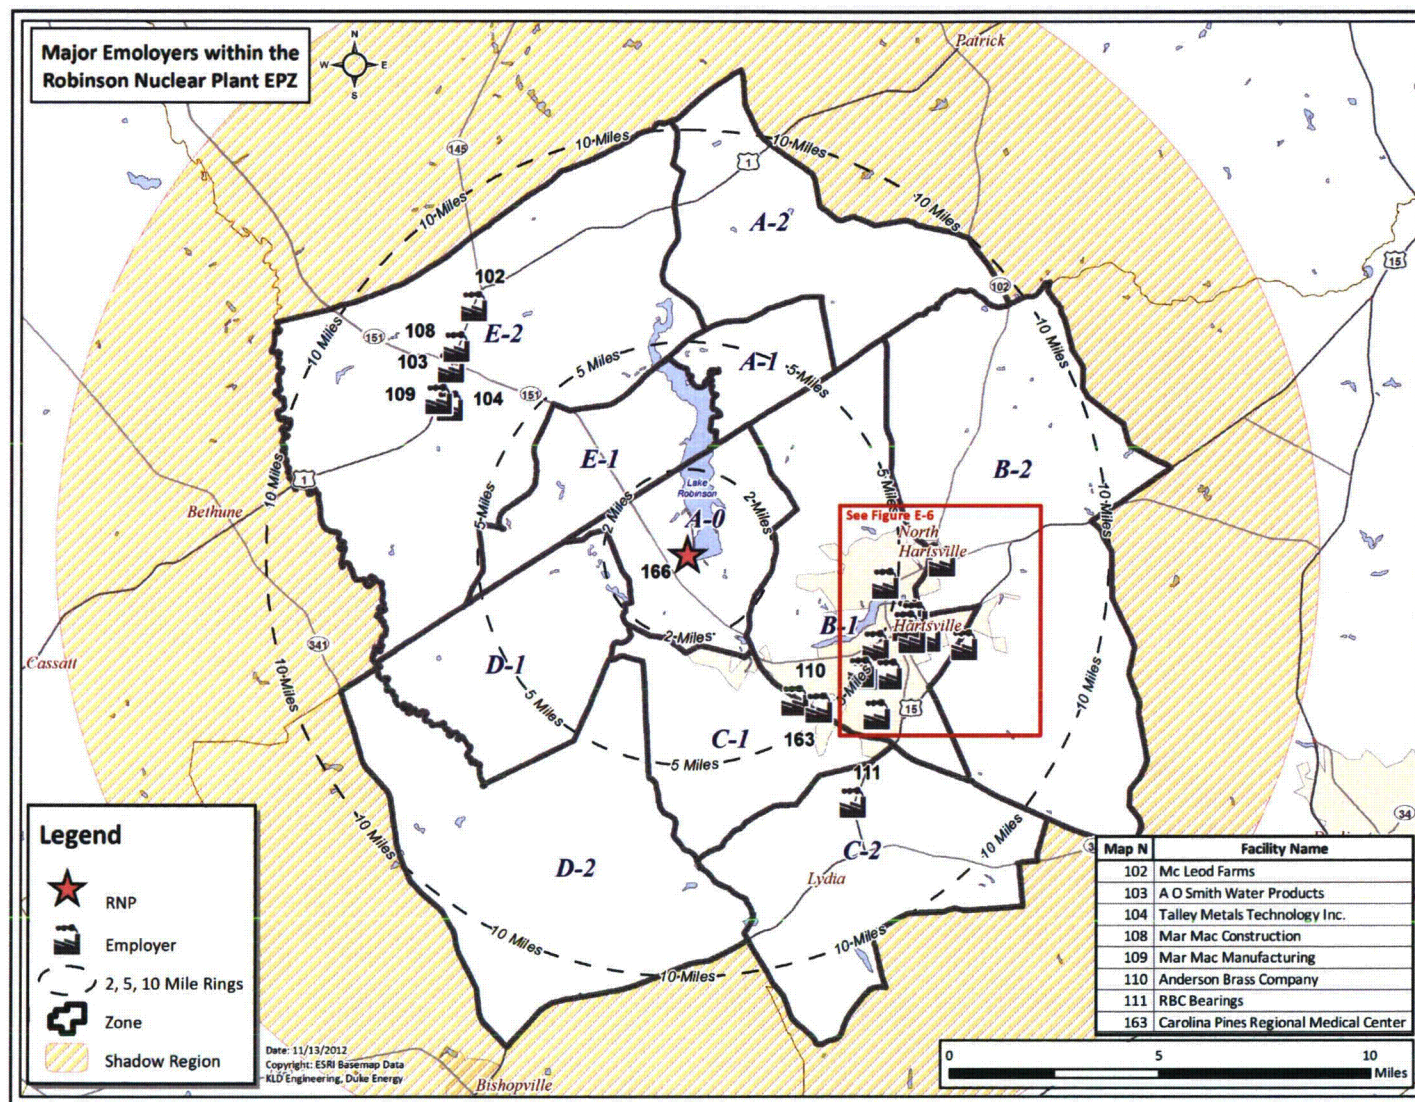 Major Emoloyers within the
Robinson Nuclear Plant EPZ
N
W
E
S
Patrick
145
10 Miles
10 Miles
1
10 Miles
10 Miles
A-2
15
102
102
E-2
108
151
103
10 Miles
10 Miles
5 Miles
A-1
5 Miles
109
104
151
E-1
B-2
5 Miles
10 Miles
1
10 Miles
Bethune
5 Miles
2 Miles
Lake
Robinson
2 Miles
A-0
See Figure E-6
North
Hartsville
166
B-1
Hartsville
2 Miles
341
Cassatt
D-1
110
10 Miles
5 Miles
5 Miles
10 Miles
15
C-1
163
5 Miles
111
34
10 Miles
10 Miles
C-2
D-2
Lydia
10 Miles
10 Miles
10 Miles
Bishopville
Legend
RNP
Employer
2, 5, 10 Mile Rings
Zone
Shadow Region
Date: 11/13/2012
Copyright: ESRI Basemap Data
KLD Engineering, Duke Energy
Map N Facility Name
102 Mc Leod Farms
103 A O Smith Water Products
104 Talley Metals Technology Inc.
108 Mar Mac Construction
109 Mar Mac Manufacturing
110 Anderson Brass Company
111 RBC Bearings
163 Carolina Pines Regional Medical Center
0 5 10
Miles